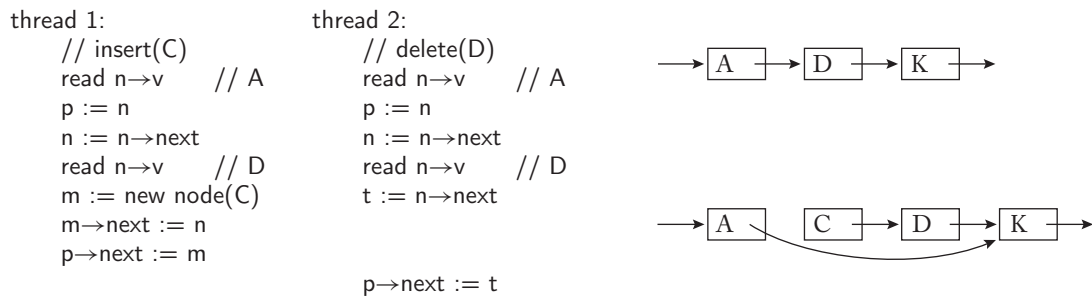 thread 1:
// insert(C)
read n→v // A
p := n
n := n→next
read n→v // D
m := new node(C)
m→next := n
p→next := m
thread 2:
// delete(D)
read n→v // A
p := n
n := n→next
read n→v // D
t := n→next
p→next := t
A D K
A C D K